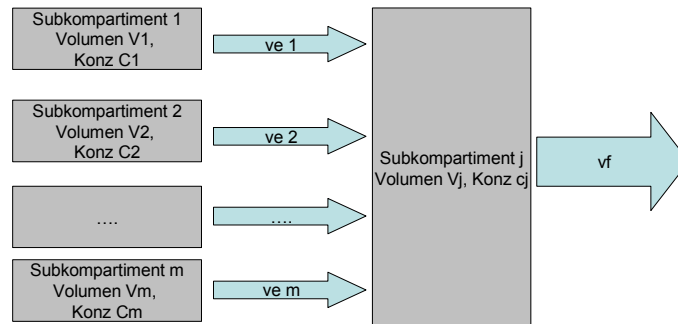 Subkompartiment 1
Volumen V1,
Konz C1
ve 1
Subkompartiment 2
Volumen V2,
Konz C2
ve 2
….
….
Subkompartiment m
Volumen Vm,
Konz Cm
ve m
Subkompartiment j
Volumen Vj, Konz cj
vf